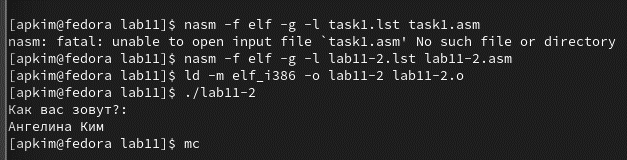 [apkim@fedora lab11]$ nasm -f elf -g -l task1.lst task1.asm
nasm: fatal: unable to open input file `task1.asm' No such file or directory
[apkim@fedora lab11]$ nasm -f elf -g -l lab11-2.lst lab11-2.asm
[apkim@fedora lab11]$ ld -m elf_i386 -o lab11-2 lab11-2.o
[apkim@fedora lab11]$ ./lab11-2
Как вас зовут?:
Ангелина Ким
[apkim@fedora lab11]$ mc